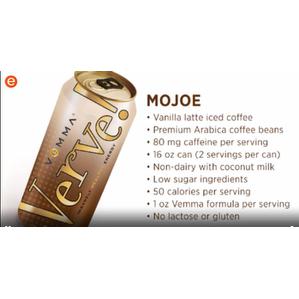 e
MOJOE
• Vanilla latte iced coffee
• Premium Arabica coffee beans
• 80 mg caffeine per serving
• 16 oz can (2 servings per can)
• Non-dairy with coconut milk
• Low sugar ingredients
• 50 calories per serving
• 1 oz Vemma formula per serving
• No lactose or gluten
VEMMA
Verve!
ENERGY